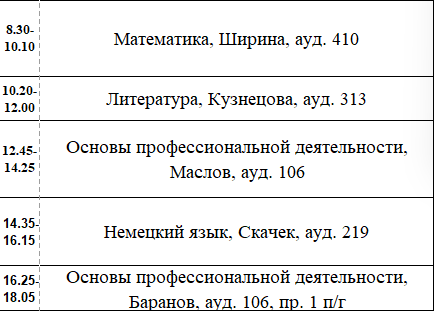 8.30-
10.10
Математика, Ширина, ауд. 410
10.20-
12.00
Литература, Кузнецова, ауд. 313
12.45-
14.25
Основы профессиональной деятельности,
Маслов, ауд. 106
14.35-
16.15
Немецкий язык, Скачек, ауд. 219
16.25-
18.05
Основы профессиональной деятельности,
Баранов, ауд. 106, пр. 1 п/г